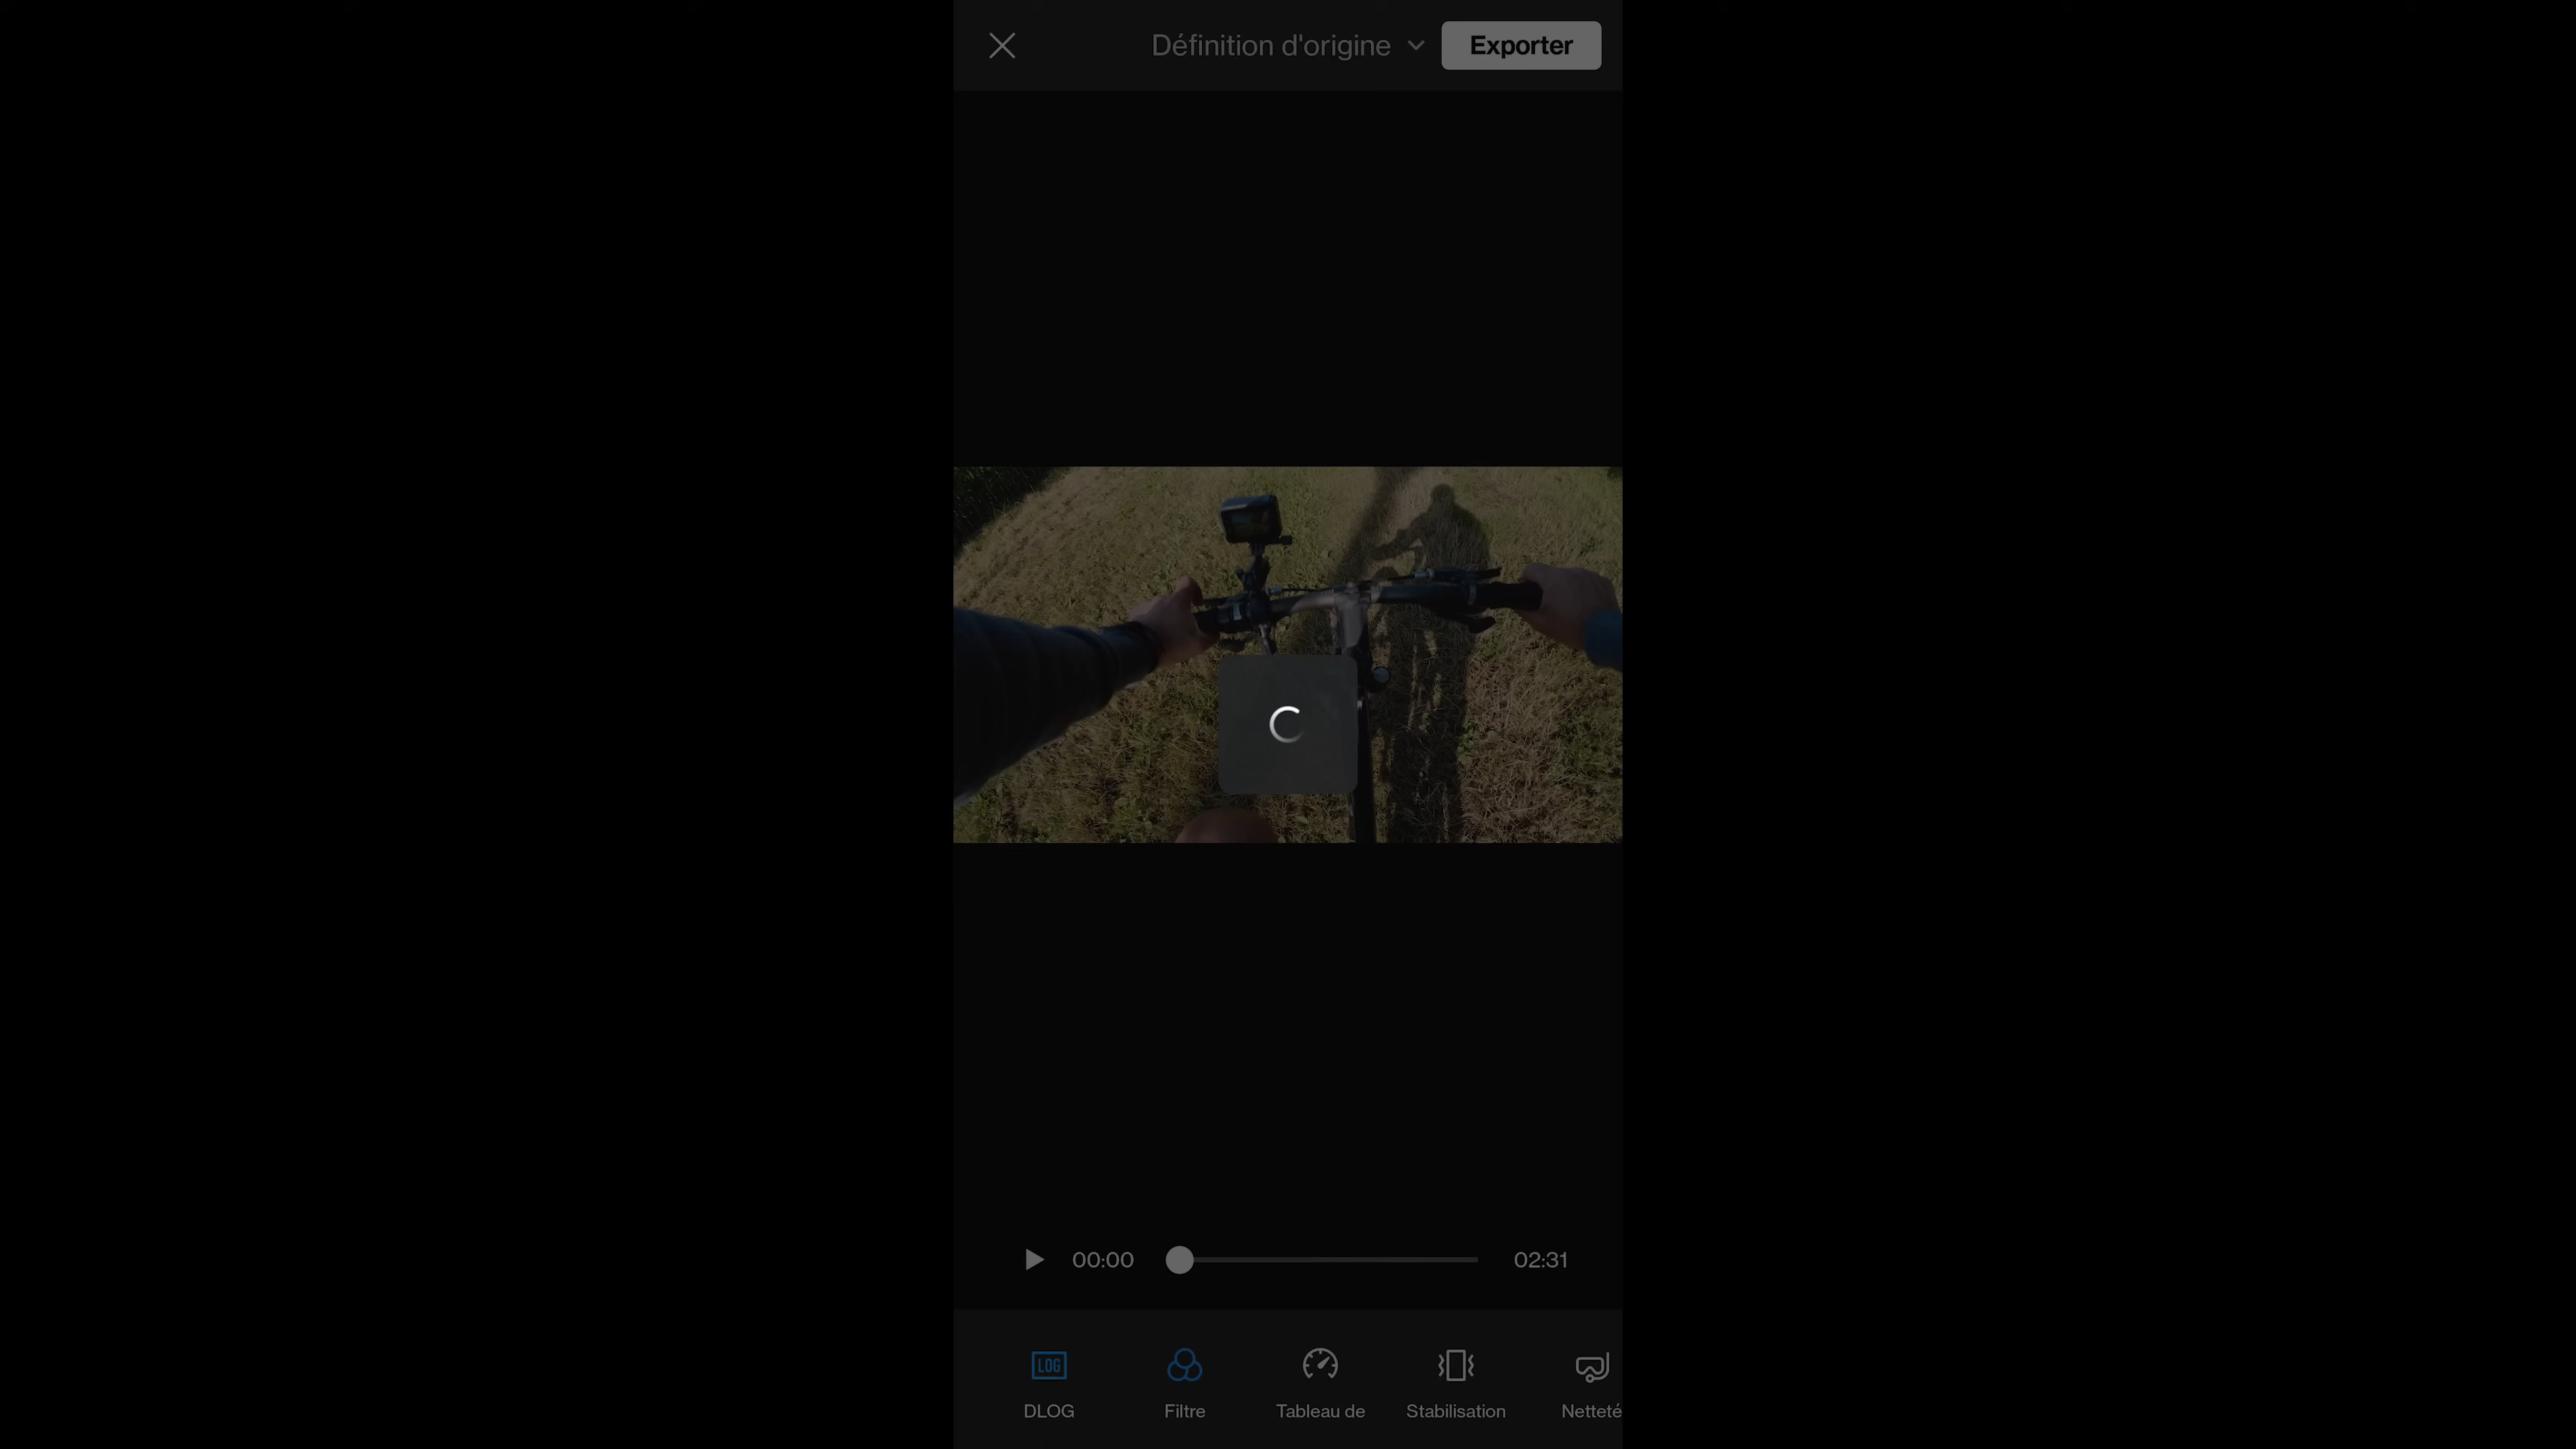 Définition d'origine
Exporter
00:00
02:31
LOG
DLOG
Filtre
Tableau de
Stabilisation
Netteté